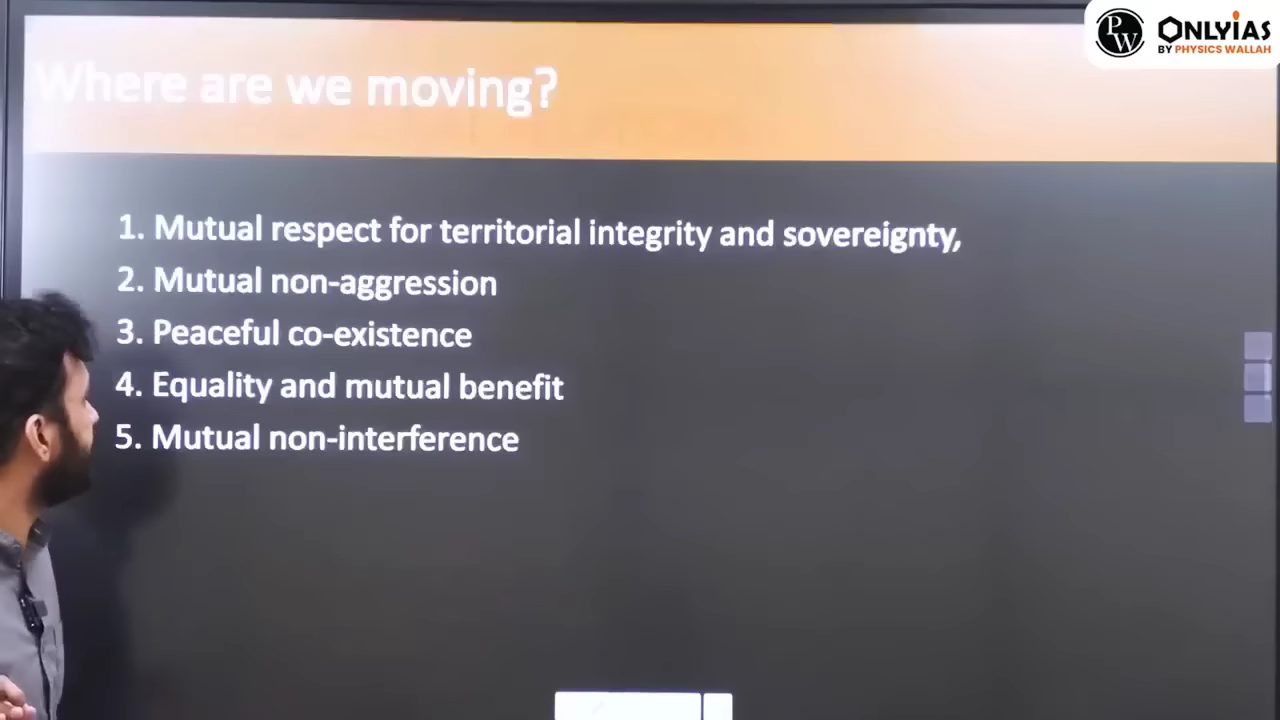 PW ONLYIAS
BY PHYSICS WALLAH
Where are we moving?
1. Mutual respect for territorial integrity and sovereignty,
2. Mutual non-aggression
3. Peaceful co-existence
4. Equality and mutual benefit
5. Mutual non-interference